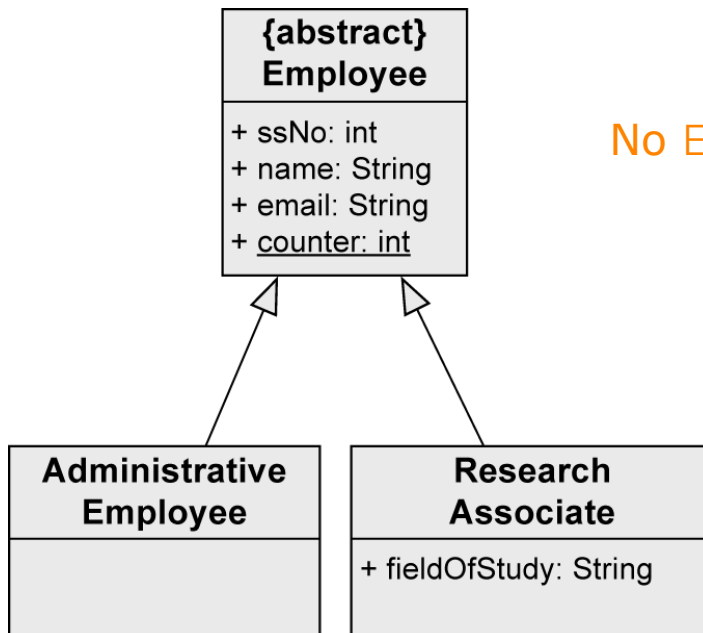 {abstract}
Employee
+ ssNo: int
+ name: String
+ email: String
+ counter: int
No E
Administrative
Employee
Research
Associate
+ fieldOfStudy: String